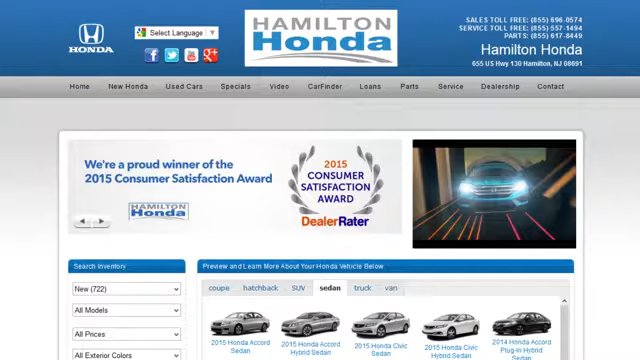 Select Language
HAMILTON
Honda
HONDA
SALES TOLL FREE: (855) 696-0574
SERVICE TOLL FREE: (855) 557-1494
PARTS: (855) 617-8449
Hamilton Honda
655 US Hwy 130 Hamilton, NJ 08691
Home New Honda Used Cars Specials Video CarFinder Loans Parts Service Dealership Contact
We're a proud winner of the
2015 Consumer Satisfaction Award
HAMILTON
Honda
2015
CONSUMER
SATISFACTION
AWARD
DealerRater
Search Inventory
New (722)
All Models
All Prices
All Exterior Colors
Preview and Learn More About Your Honda Vehicle Below
coupe hatchback SUV sedan truck van
2015 Honda Accord
Sedan
2015 Honda Accord
Hybrid Sedan
2015 Honda Civic
Sedan
2015 Honda Civic
Hybrid Sedan
2014 Honda Accord
Plug-In Hybrid